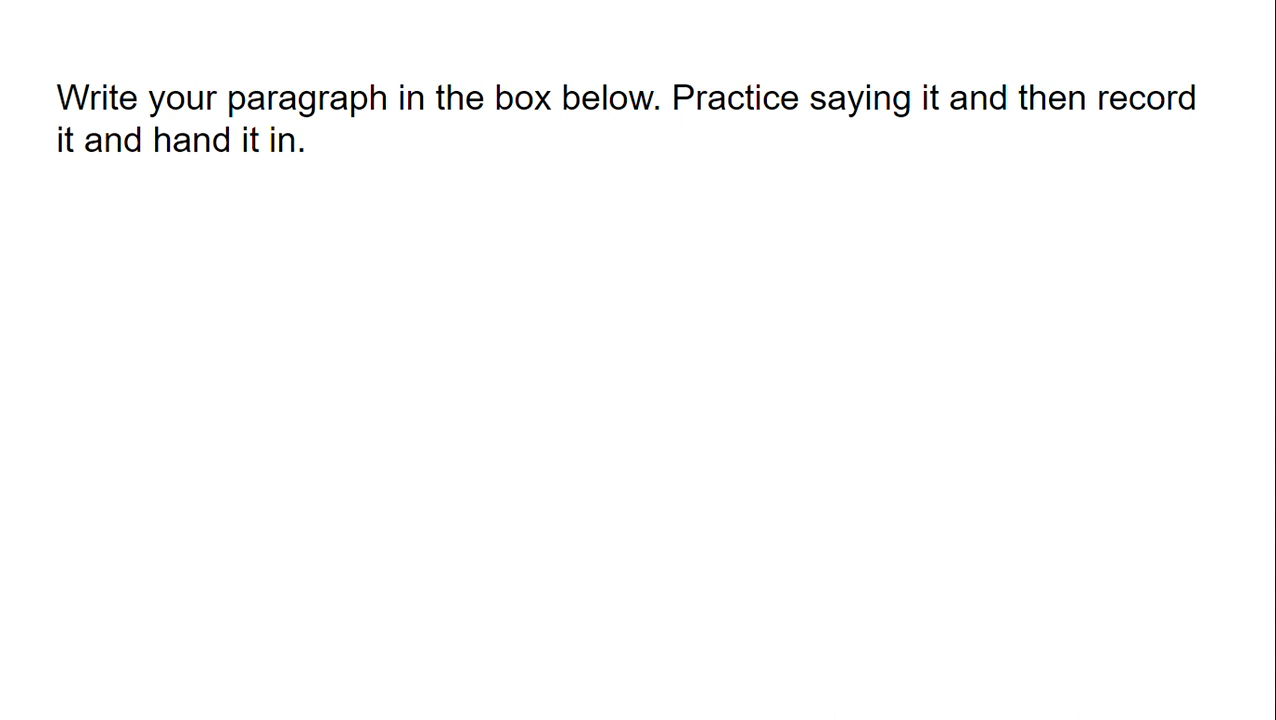 Write your paragraph in the box below. Practice saying it and then record
it and hand it in.